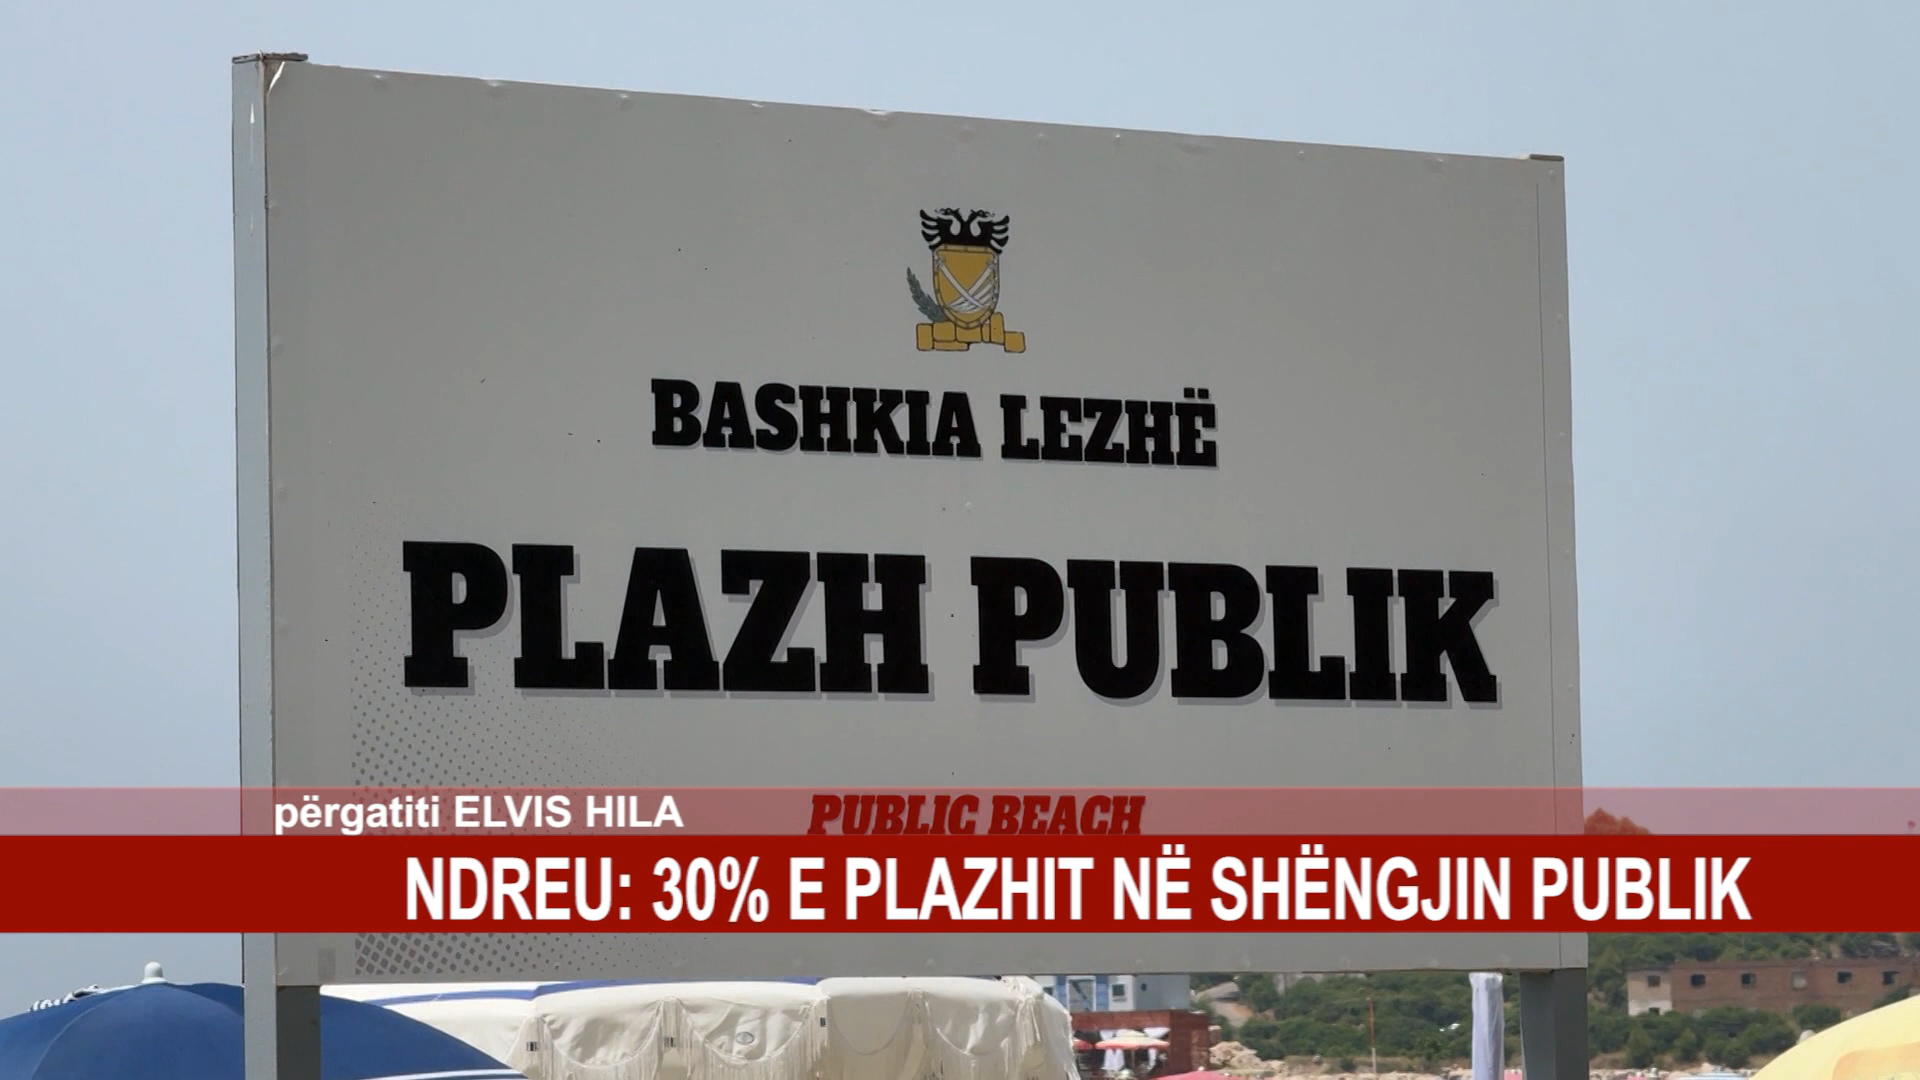 BASHKIA LEZHË
PLAZH PUBLIK
PUBLIC BEACH
përgatiti ELVIS HILA
NDREU: 30% E PLAZHIT NË SHËNGJIN PUBLIK